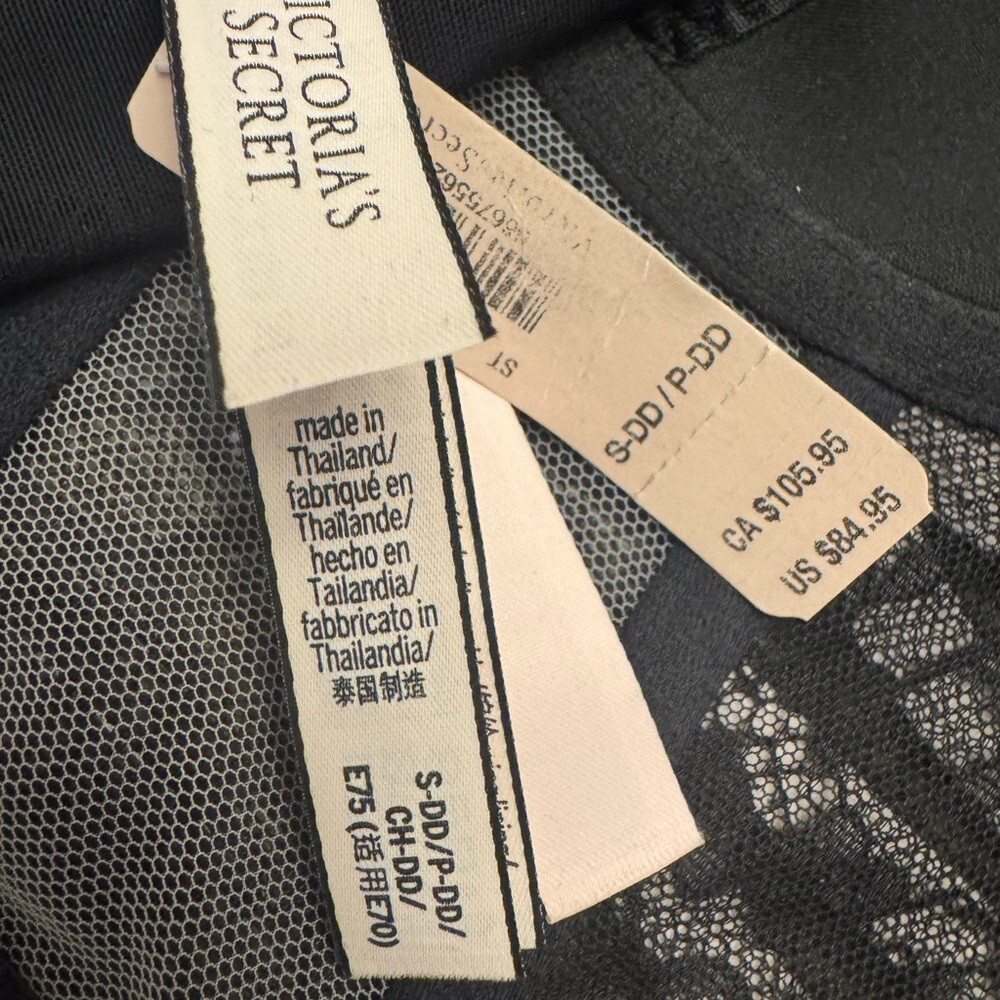 VICTORIA'S
SECRET
made in
Thailand/
fabriqué en
Thaïlande/
hecho en
Tailandia/
fabbricato in
Thailandia/
泰国制造
S-DD/P-DD/
CH-DD/
E75 (适用E70)
ST
S-DD / P-DD
CA $105.95
US $84.95